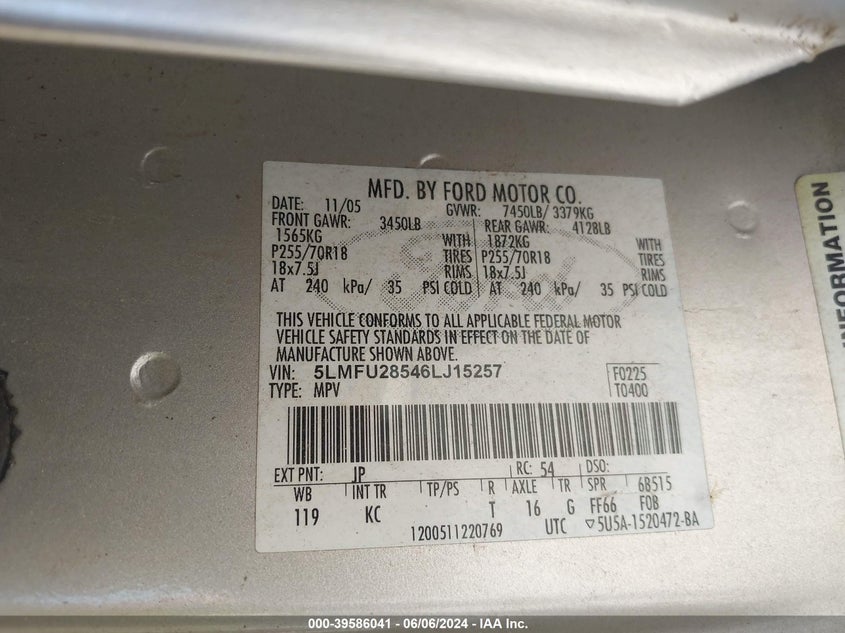 MFD. BY FORD MOTOR CO.
DATE: 11/05 GVWR: 7450LB/ 3379KG
FRONT GAWR: 3450LB REAR GAWR: 4128LB
1565KG WITH 1872KG WITH
P255/70R18 TIRES P255/70R18 TIRES
18x7.5J RIMS 18x7.5J RIMS
AT 240 kPa/ 35 PSI COLD AT 240 kPa/ 35 PSI COLD
THIS VEHICLE CONFORMS TO ALL APPLICABLE FEDERAL MOTOR
VEHICLE SAFETY STANDARDS IN EFFECT ON THE DATE OF
MANUFACTURE SHOWN ABOVE.
VIN: 5LMFU28546LJ15257 F0225
TYPE: MPV T0400
EXT PNT: JP RC: 54 DSO:
WB INT TR TP/PS R AXLE TR SPR 6B515
119 KC T 16 G FF66 FOB
1200511220769 UTC ▽5U5A-1520472-BA
INFORMATION
000-39586041 - 06/06/2024 - IAA Inc.